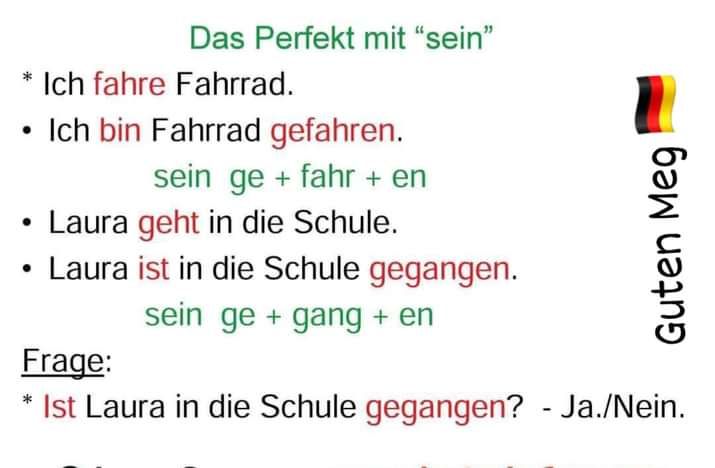 Das Perfekt mit “sein”
* Ich fahre Fahrrad.
• Ich bin Fahrrad gefahren.
sein ge + fahr + en
• Laura geht in die Schule.
• Laura ist in die Schule gegangen.
sein ge + gang + en
Frage:
* Ist Laura in die Schule gegangen? - Ja./Nein.
Guten Meg